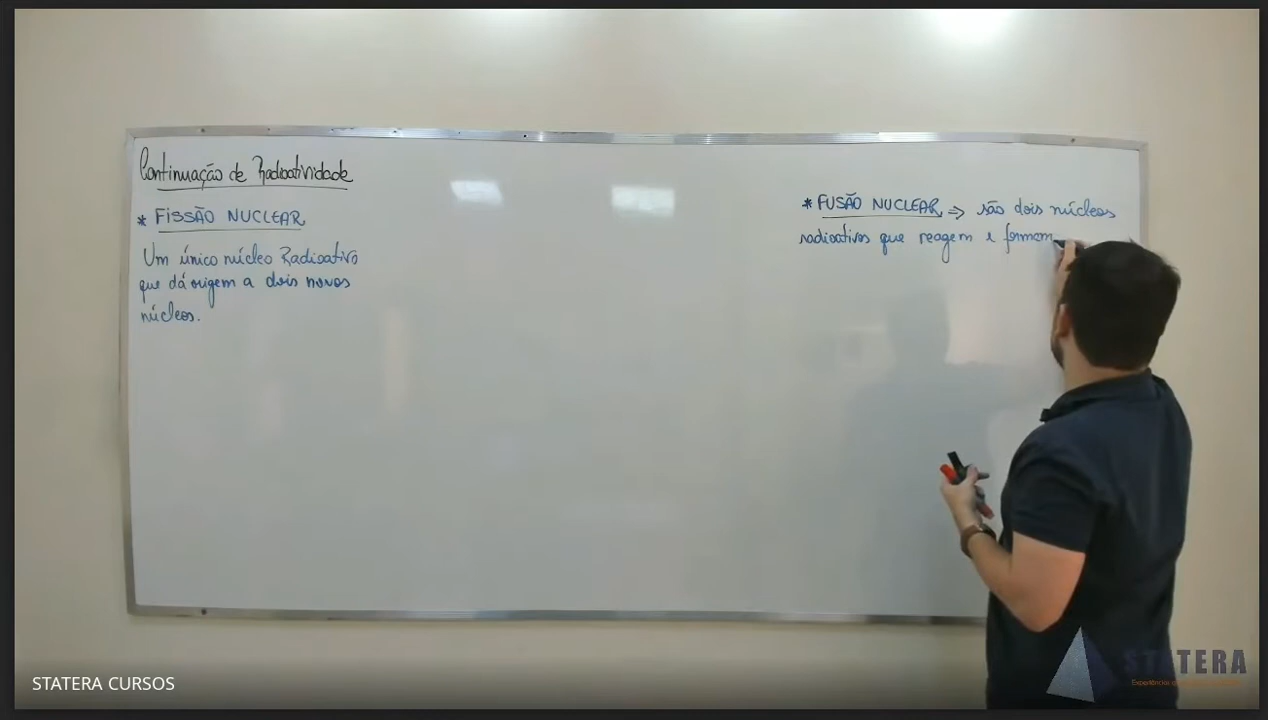 Continuação de Radioatividade
* FISSÃO NUCLEAR
Um único núcleo Radioativo
que dá origem a dois novos
núcleos.
* FUSÃO NUCLEAR => são dois núcleos
radioativos que reagem e formam
STATERA CURSOS
STATERA